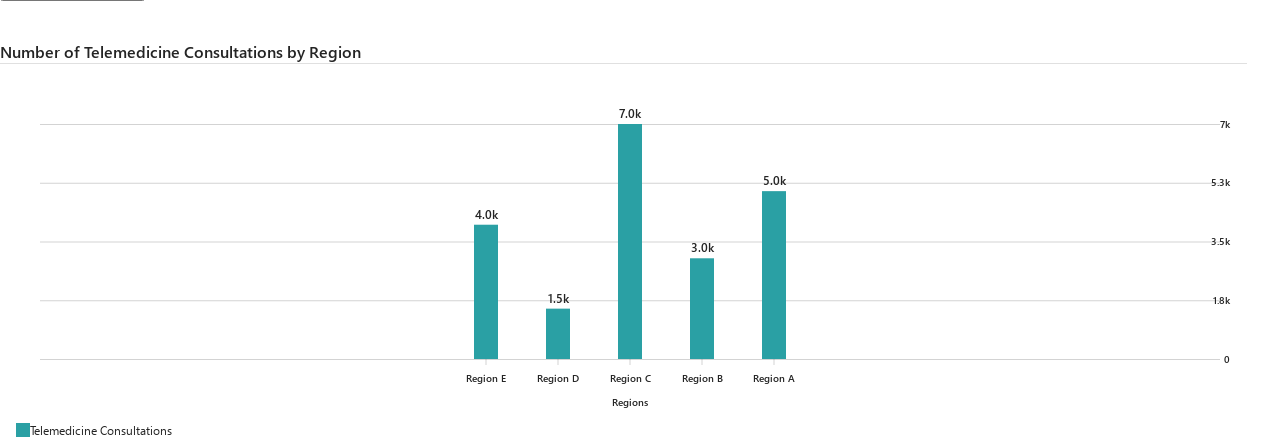 Number of Telemedicine Consultations by Region
7.0k
7k
5.0k
5.3k
4.0k
3.5k
3.0k
1.5k
1.8k
0
Region E Region D Region C Region B Region A
Regions
Telemedicine Consultations